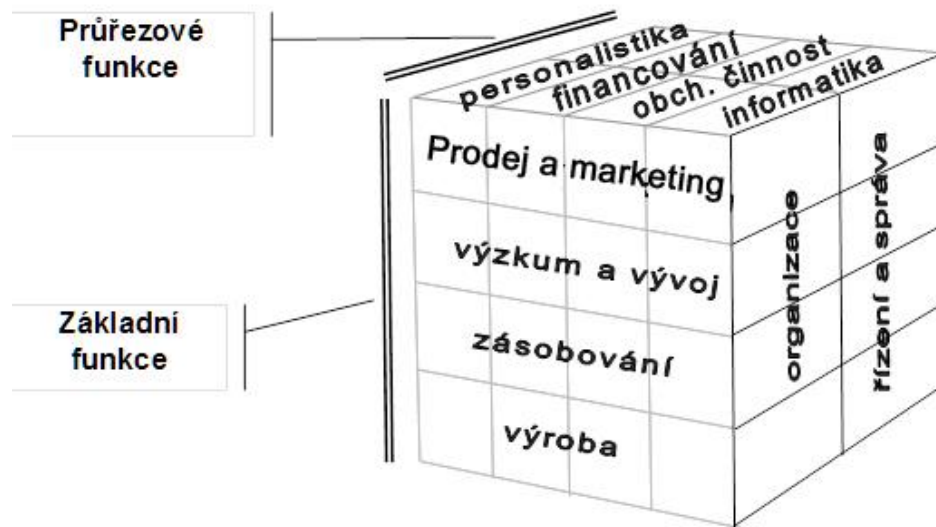 Průřezové
funkce
personalistika
financování
obch. činnost
informatika
Prodej a marketing
výzkum a vývoj
zásobování
výroba
organizace
řízení a správa
Základní
funkce